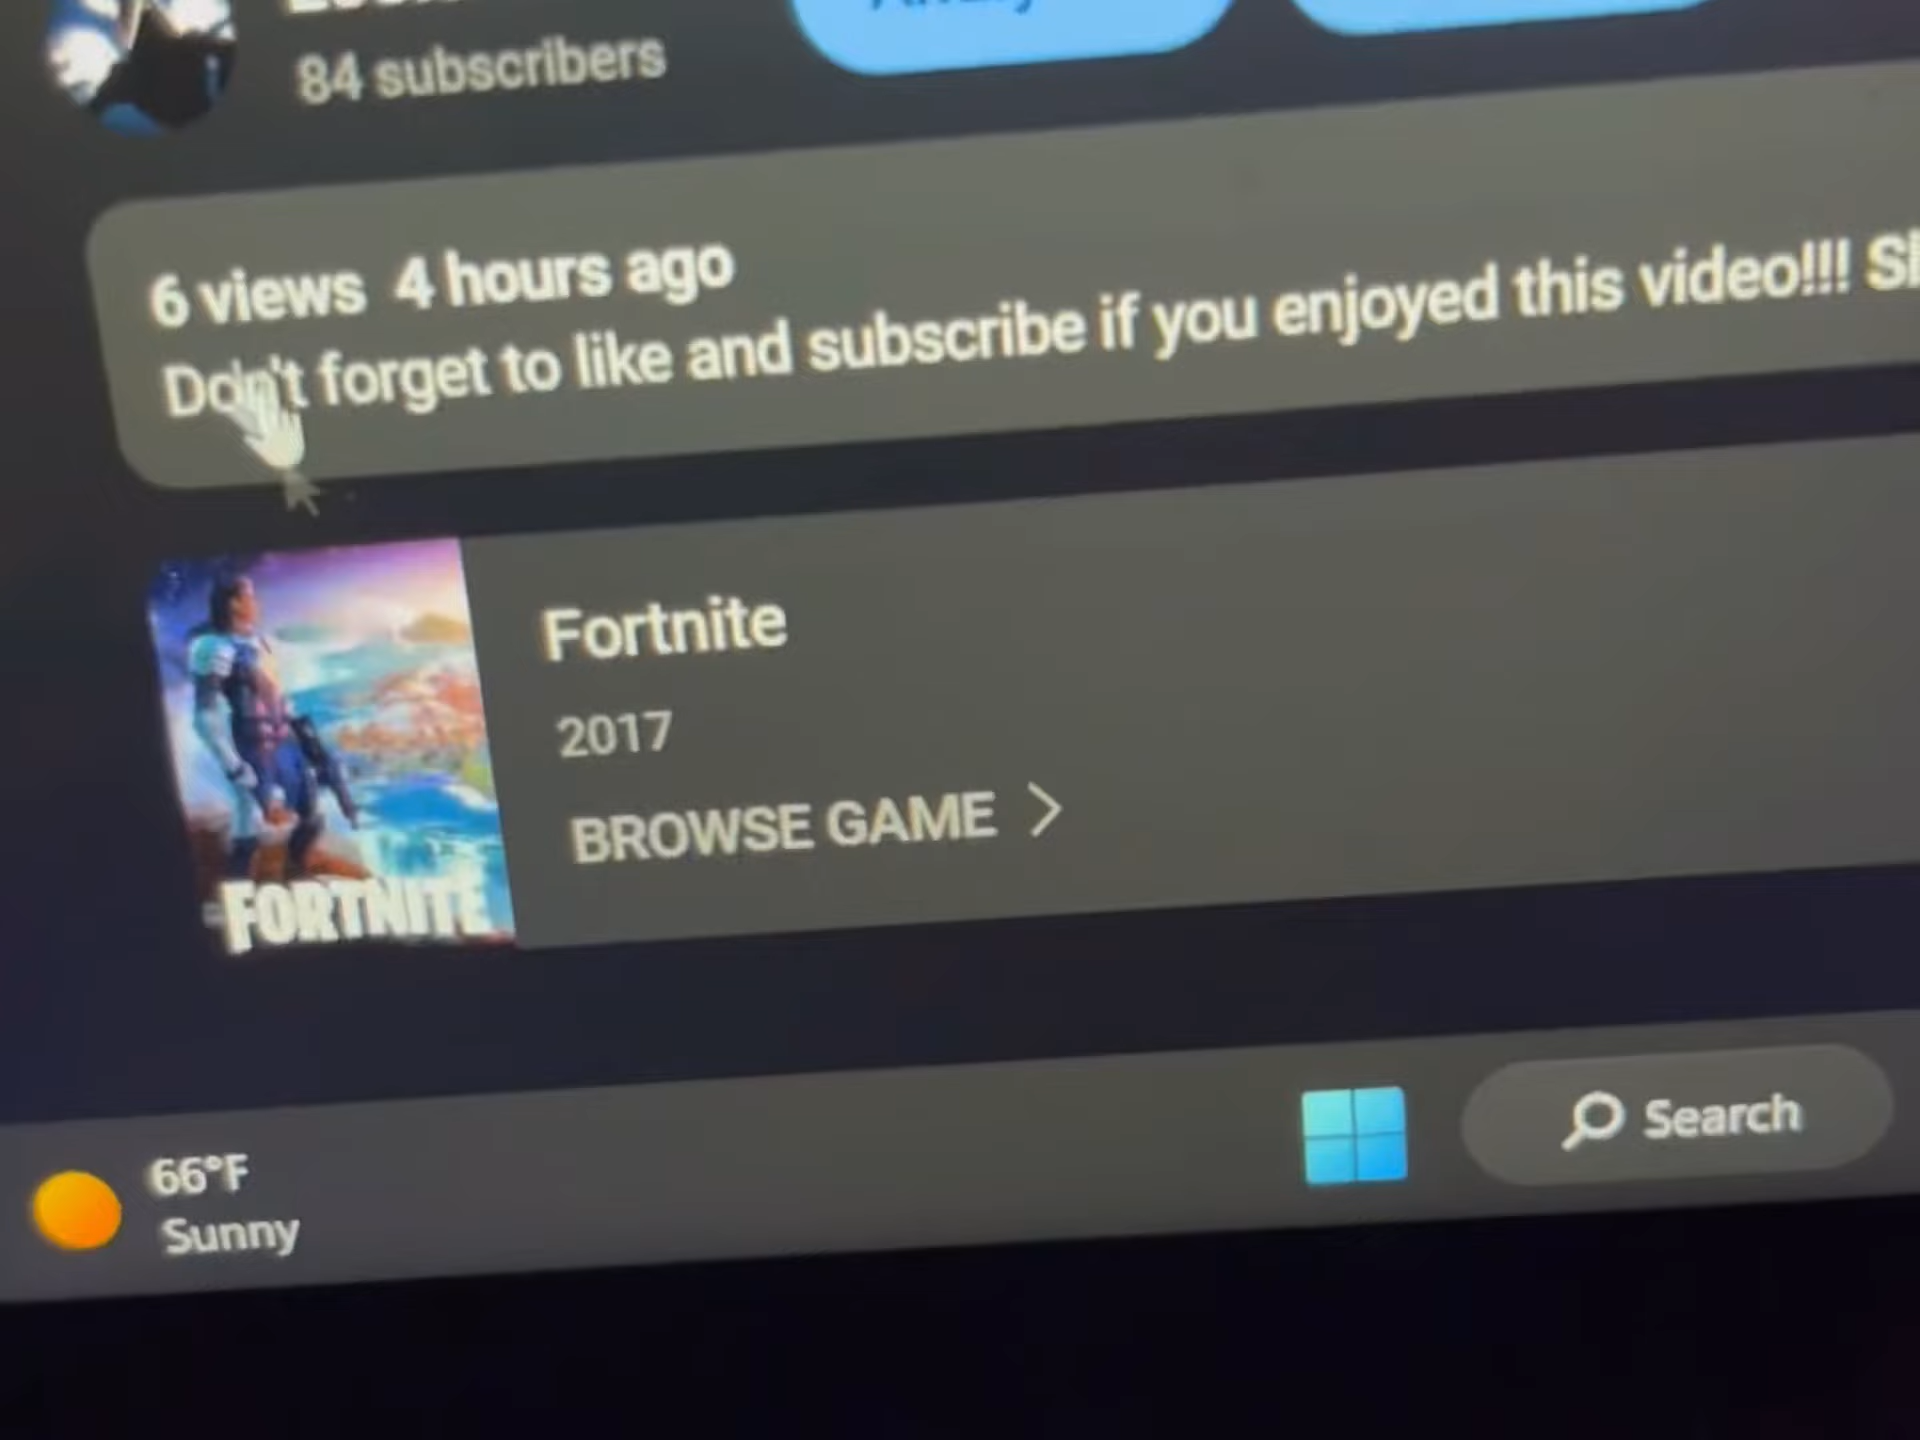 84 subscribers
6 views 4 hours ago
Don't forget to like and subscribe if you enjoyed this video!!!
Fortnite
2017
BROWSE GAME
FORTNITE
66°F
Sunny
Search